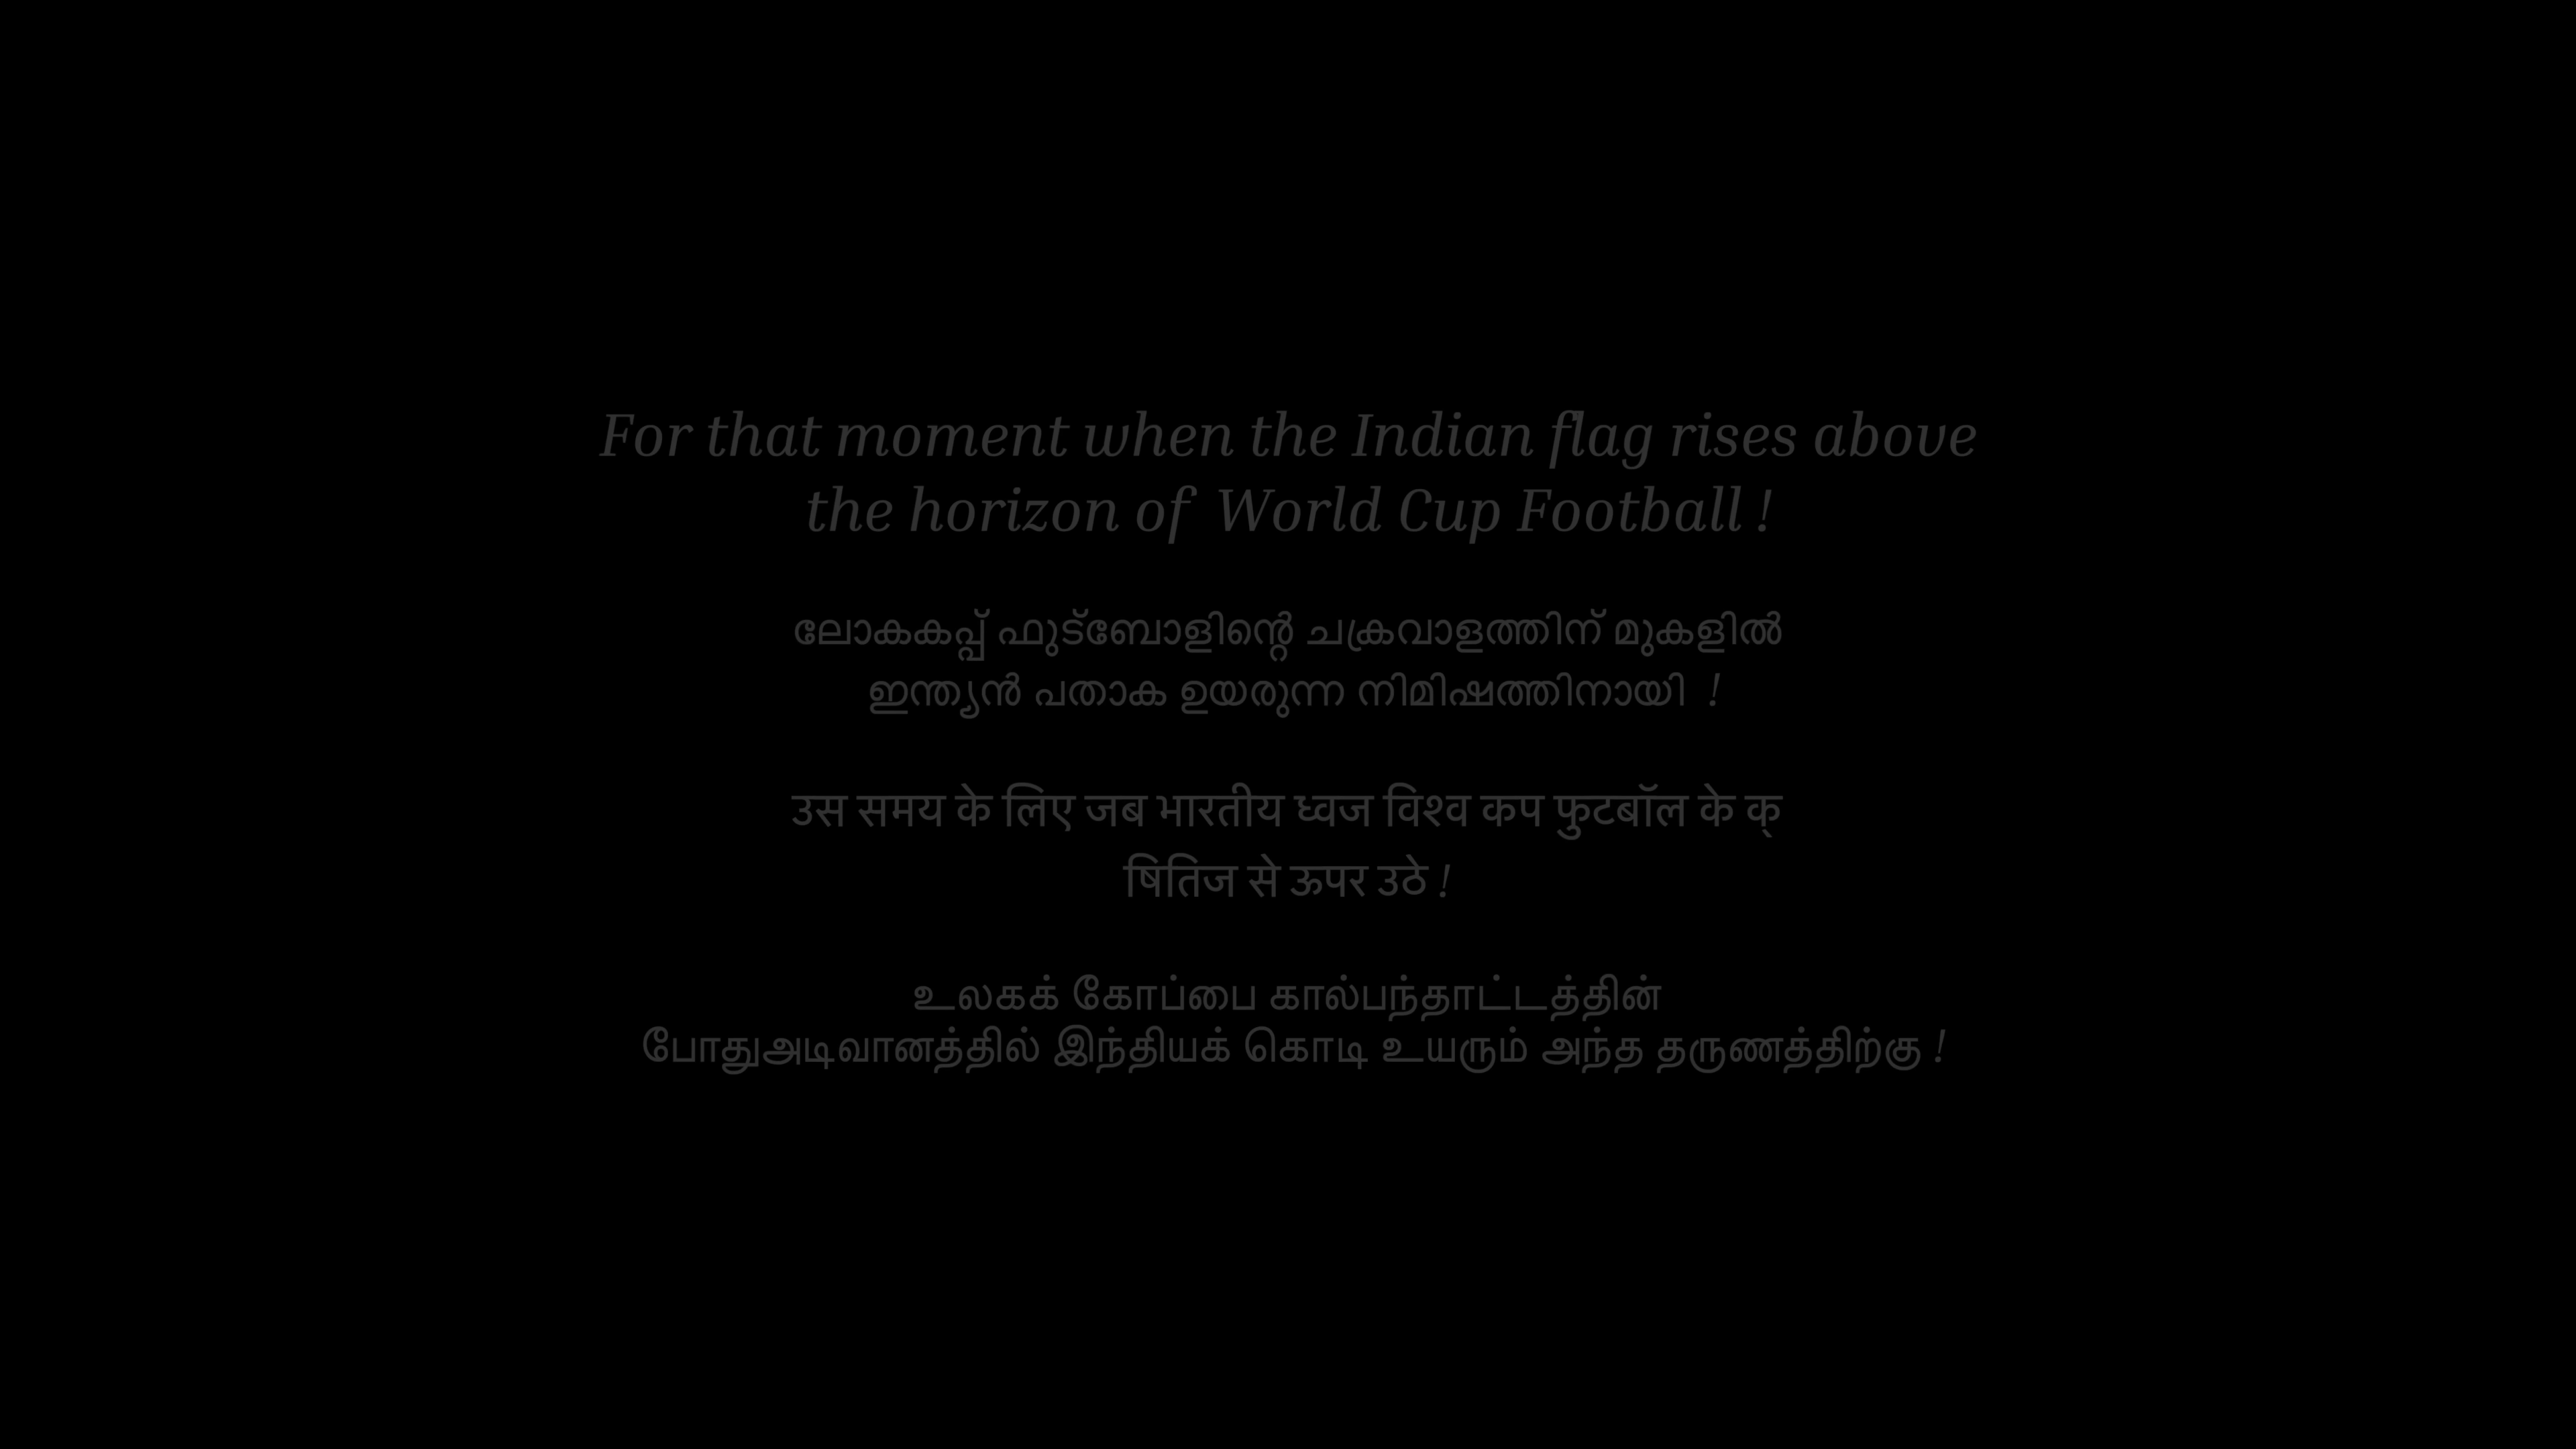 For that moment when the Indian flag rises above
the horizon of  World Cup Football !
ലോകകപ്പ് ഫുട്ബോളിന്റെ ചക്രവാളത്തിന് മുകളിൽ
ഇന്ത്യൻ പതാക ഉയരുന്ന നിമിഷത്തിനായി  !
उस समय के लिए जब भारतीय ध्वज विश्व कप फुटबॉल के क्
षितिज से ऊपर उठे !
உலகக் கோப்பை கால்பந்தாட்டத்தின்
போதுஅடிவானத்தில் இந்தியக் கொடி உயரும் அந்த தருணத்திற்கு !